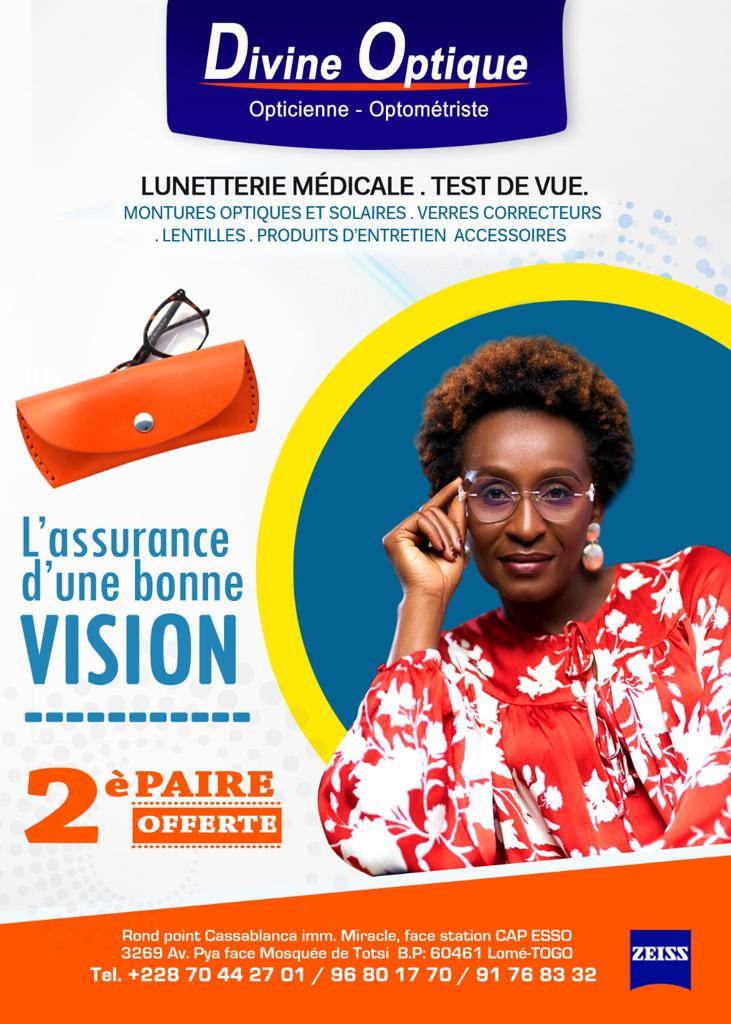 Divine Optique
Opticienne - Optométriste
LUNETTERIE MÉDICALE . TEST DE VUE.
MONTURES OPTIQUES ET SOLAIRES . VERRES CORRECTEURS
. LENTILLES . PRODUITS D'ENTRETIEN ACCESSOIRES
L'assurance
d'une bonne
VISION
2è PAIRE
OFFERTE
Rond point Cassablanca imm. Miracle, face station CAP ESSO
3269 Av. Pya face Mosquée de Totsi B.P: 60461 Lomé-TOGO
Tel. +228 70 44 27 01 / 96 80 17 70 / 91 76 83 32
ZEISS